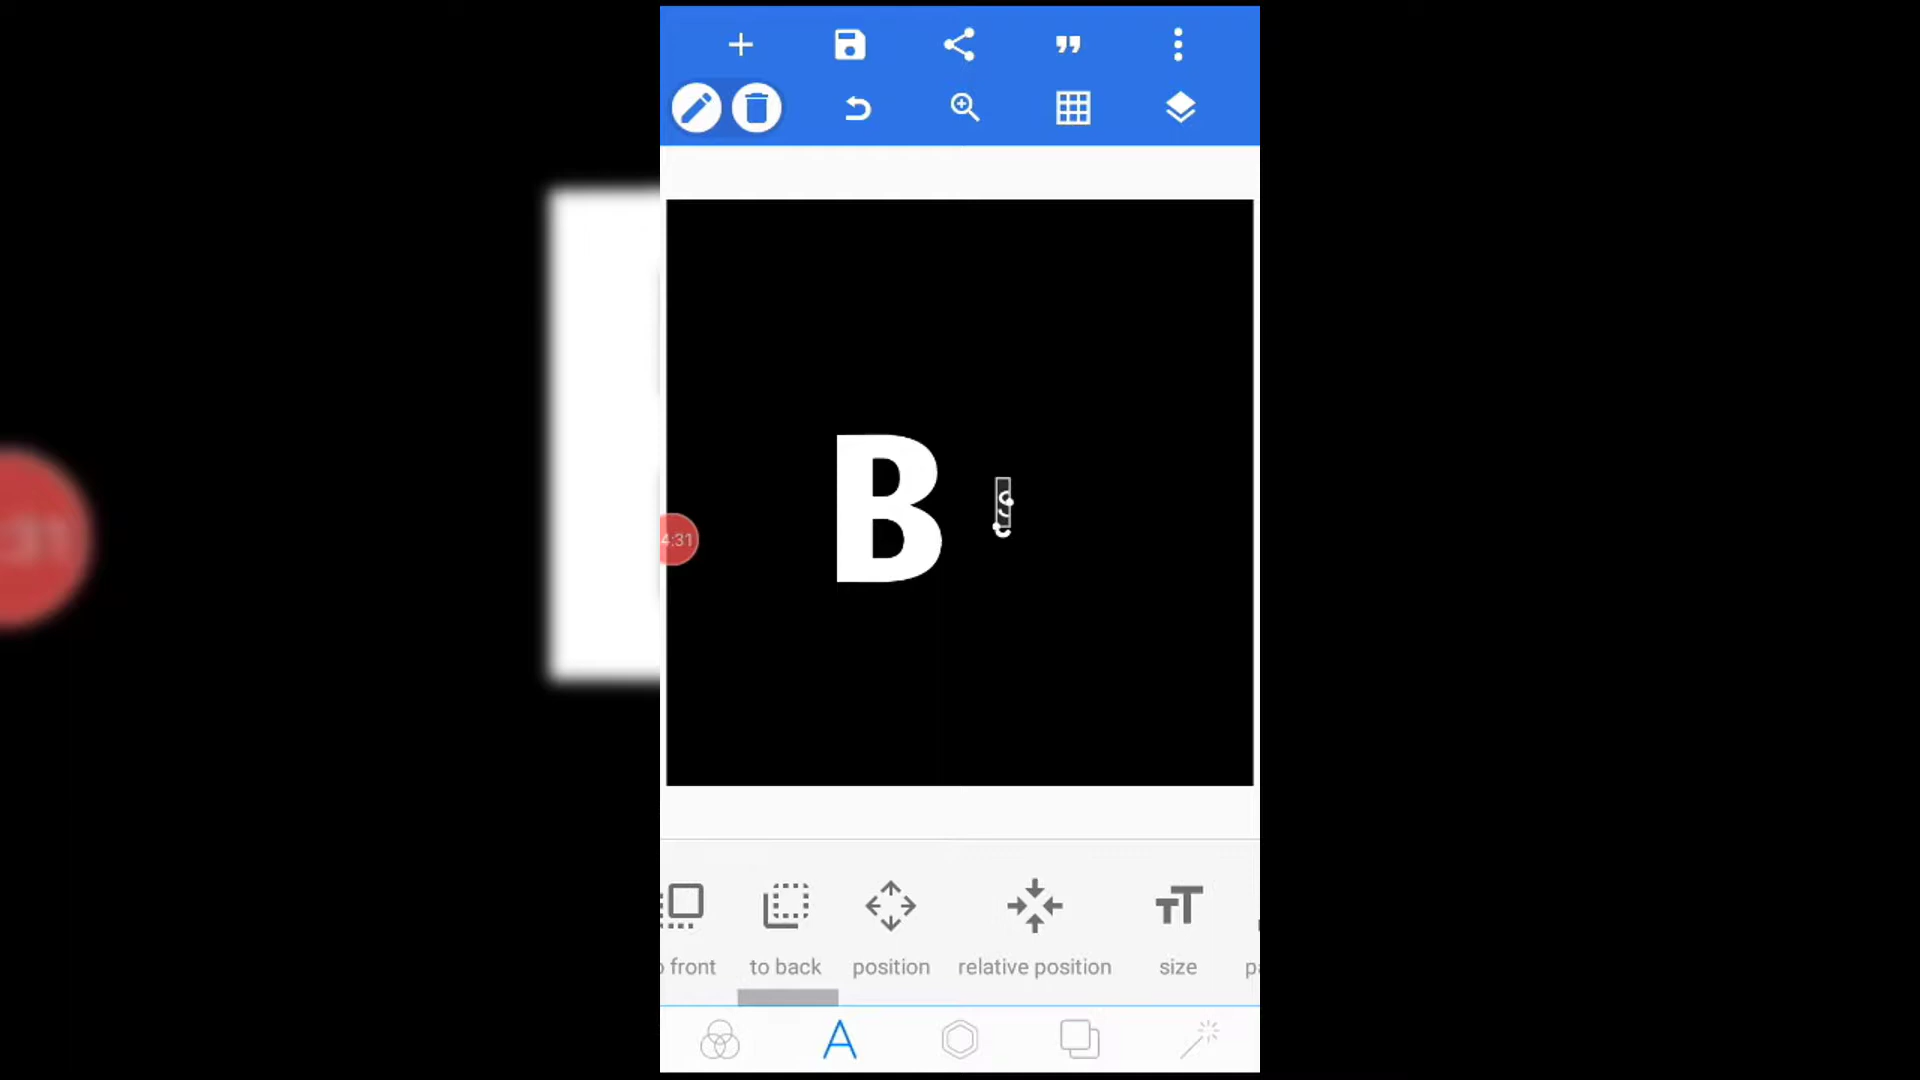 B
4:31
to back
position
relative position
size
front